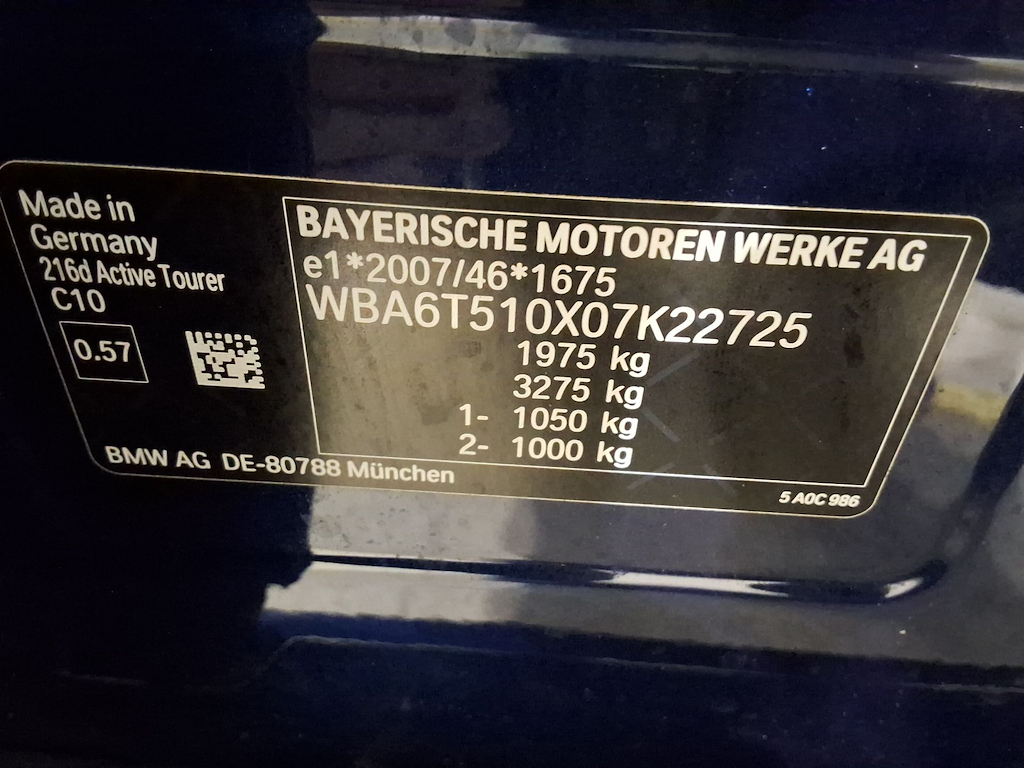 Made in
Germany
216d Active Tourer
C10
0.57
BAYERISCHE MOTOREN WERKE AG
e1*2007/46*1675
WBA6T510X07K22725
1975 kg
3275 kg
1- 1050 kg
2- 1000 kg
BMW AG DE-80788 München
5 A0C 986